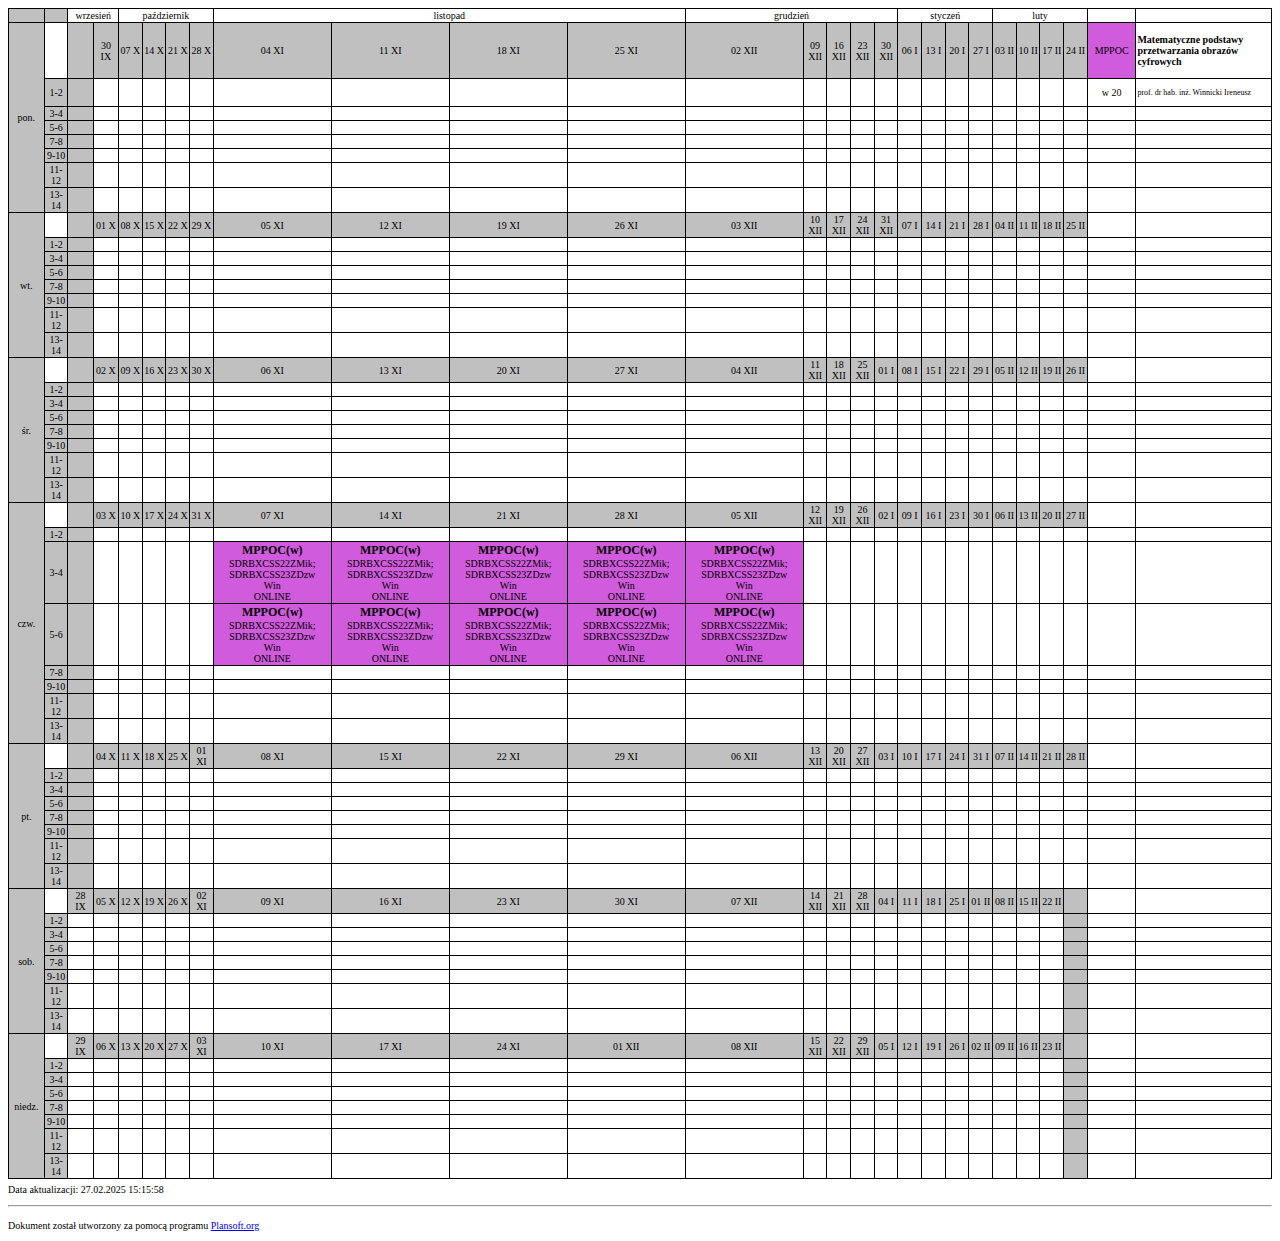 wrzesień październik listopad grudzień styczeń luty
pon. 30 IX 07 X 14 X 21 X 28 X 04 XI 11 XI 18 XI 25 XI 02 XII 09 XII 16 XII 23 XII 30 XII 06 I 13 I 20 I 27 I 03 II 10 II 17 II 24 II MPPOC Matematyczne podstawy przetwarzania obrazów cyfrowych
1-2 w 20 prof. dr hab. inż. Winnicki Ireneusz
3-4
5-6
7-8
9-10
11-12
13-14
wt. 01 X 08 X 15 X 22 X 29 X 05 XI 12 XI 19 XI 26 XI 03 XII 10 XII 17 XII 24 XII 31 XII 07 I 14 I 21 I 28 I 04 II 11 II 18 II 25 II
1-2
3-4
5-6
7-8
9-10
11-12
13-14
śr. 02 X 09 X 16 X 23 X 30 X 06 XI 13 XI 20 XI 27 XI 04 XII 11 XII 18 XII 25 XII 01 I 08 I 15 I 22 I 29 I 05 II 12 II 19 II 26 II
1-2
3-4
5-6
7-8
9-10
11-12
13-14
czw. 03 X 10 X 17 X 24 X 31 X 07 XI 14 XI 21 XI 28 XI 05 XII 12 XII 19 XII 26 XII 02 I 09 I 16 I 23 I 30 I 06 II 13 II 20 II 27 II
1-2
3-4 MPPOC(w) MPPOC(w) MPPOC(w) MPPOC(w) MPPOC(w)
SDRBXCSS22ZMik; SDRBXCSS22ZMik; SDRBXCSS22ZMik; SDRBXCSS22ZMik; SDRBXCSS22ZMik;
SDRBXCSS23ZDzw SDRBXCSS23ZDzw SDRBXCSS23ZDzw SDRBXCSS23ZDzw SDRBXCSS23ZDzw
Win Win Win Win Win
ONLINE ONLINE ONLINE ONLINE ONLINE
5-6 MPPOC(w) MPPOC(w) MPPOC(w) MPPOC(w) MPPOC(w)
SDRBXCSS22ZMik; SDRBXCSS22ZMik; SDRBXCSS22ZMik; SDRBXCSS22ZMik; SDRBXCSS22ZMik;
SDRBXCSS23ZDzw SDRBXCSS23ZDzw SDRBXCSS23ZDzw SDRBXCSS23ZDzw SDRBXCSS23ZDzw
Win Win Win Win Win
ONLINE ONLINE ONLINE ONLINE ONLINE
7-8
9-10
11-12
13-14
pt. 04 X 11 X 18 X 25 X 01 XI 08 XI 15 XI 22 XI 29 XI 06 XII 13 XII 20 XII 27 XII 03 I 10 I 17 I 24 I 31 I 07 II 14 II 21 II 28 II
1-2
3-4
5-6
7-8
9-10
11-12
13-14
sob. 28 IX 05 X 12 X 19 X 26 X 02 XI 09 XI 16 XI 23 XI 30 XI 07 XII 14 XII 21 XII 28 XII 04 I 11 I 18 I 25 I 01 II 08 II 15 II 22 II
1-2
3-4
5-6
7-8
9-10
11-12
13-14
niedz. 29 IX 06 X 13 X 20 X 27 X 03 XI 10 XI 17 XI 24 XI 01 XII 08 XII 15 XII 22 XII 29 XII 05 I 12 I 19 I 26 I 02 II 09 II 16 II 23 II
1-2
3-4
5-6
7-8
9-10
11-12
13-14
Data aktualizacji: 27.02.2025 15:15:58
Dokument został utworzony za pomocą programu Plansoft.org